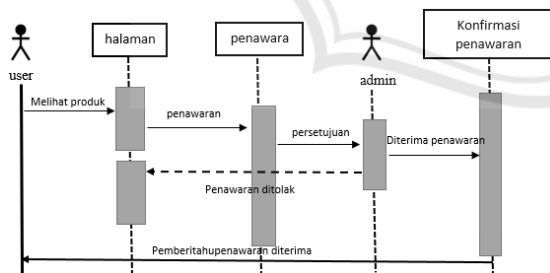 halaman
penawara
Konfirmasi
penawaran
user
admin
Melihat produk
penawaran
persetujuan
Diterima penawaran
Penawaran ditolak
Pemberitahupenawaran diterima